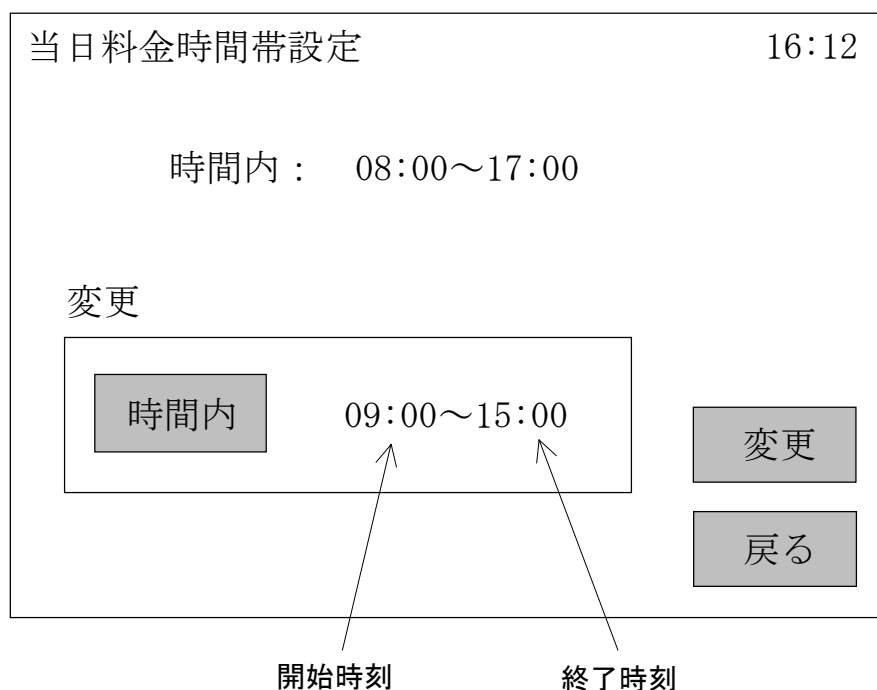 当日料金時間帯設定 16:12
時間内: 08:00～17:00
変更
時間内 09:00～15:00
変更
戻る
開始時刻 終了時刻